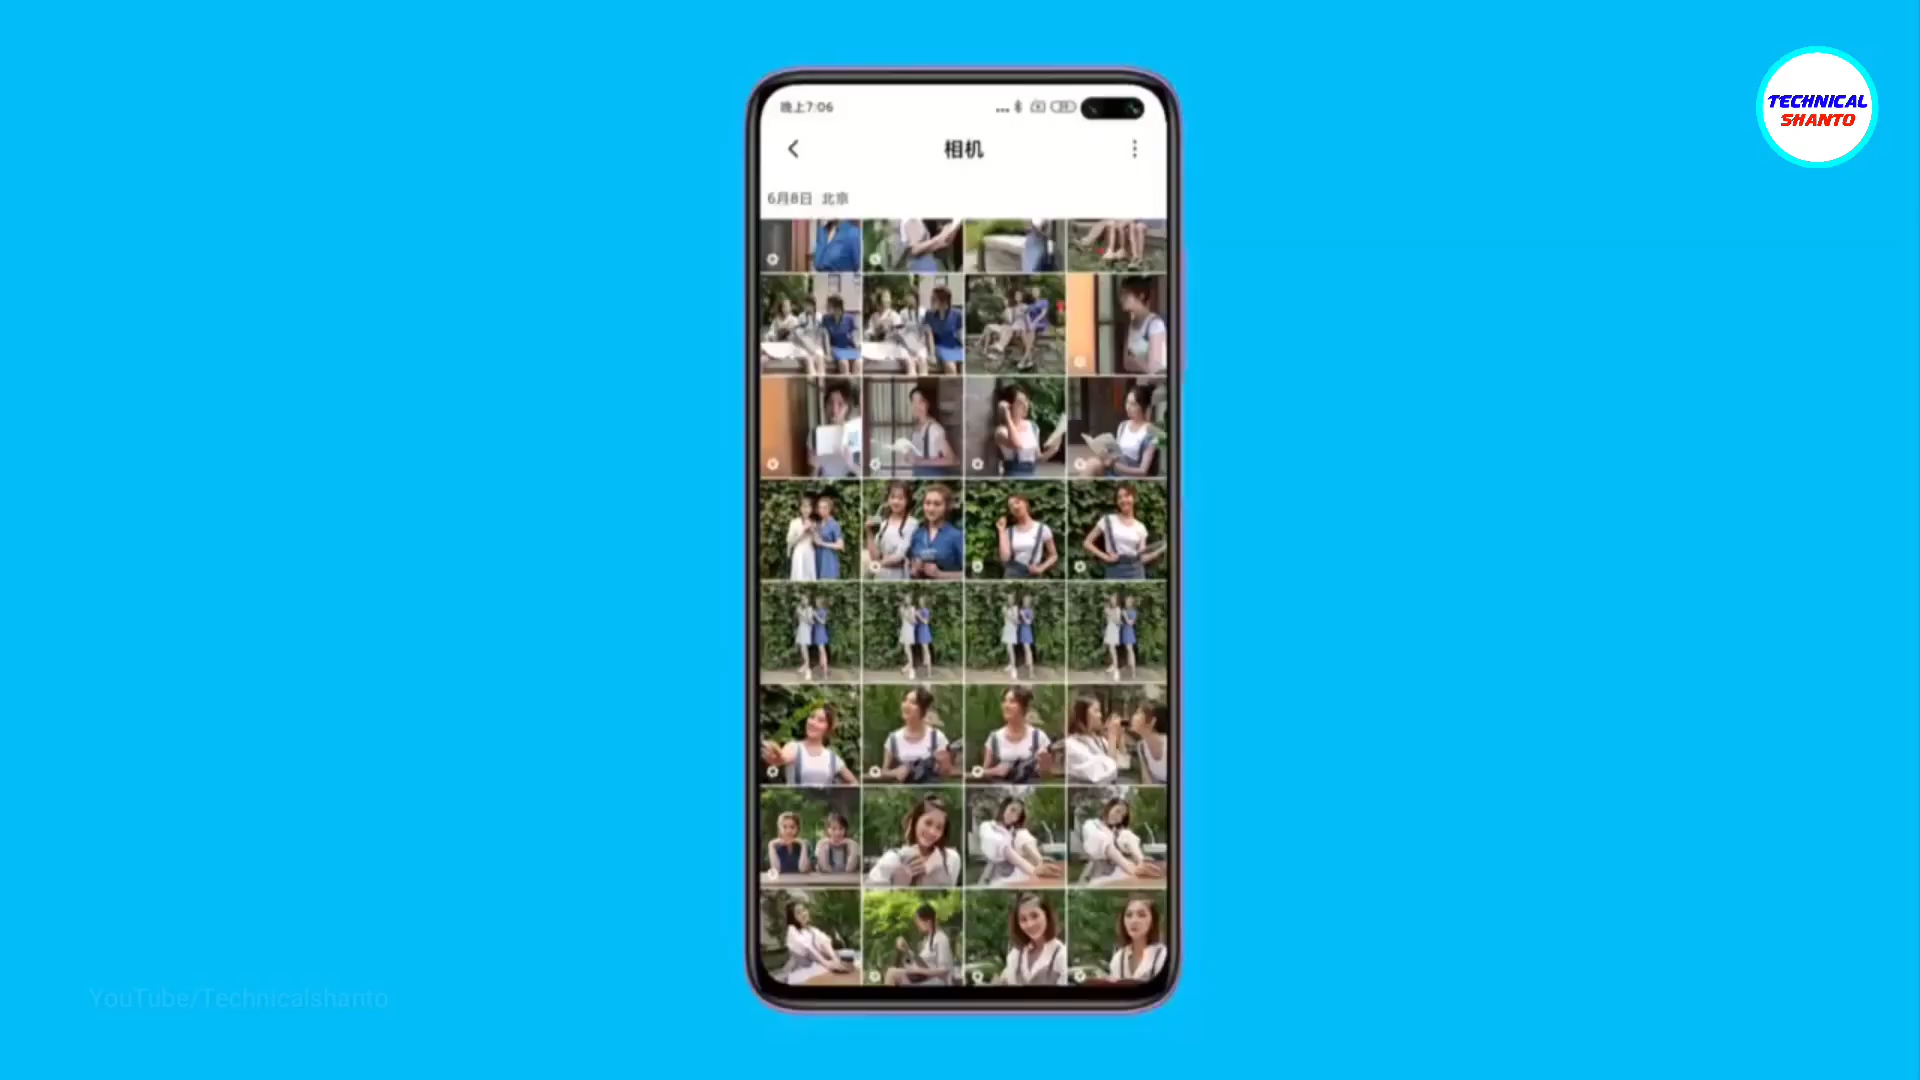 TECHNICAL
SHANTO
晚上7:06
相机
6月8日 北京
YouTube/Technicalshanto